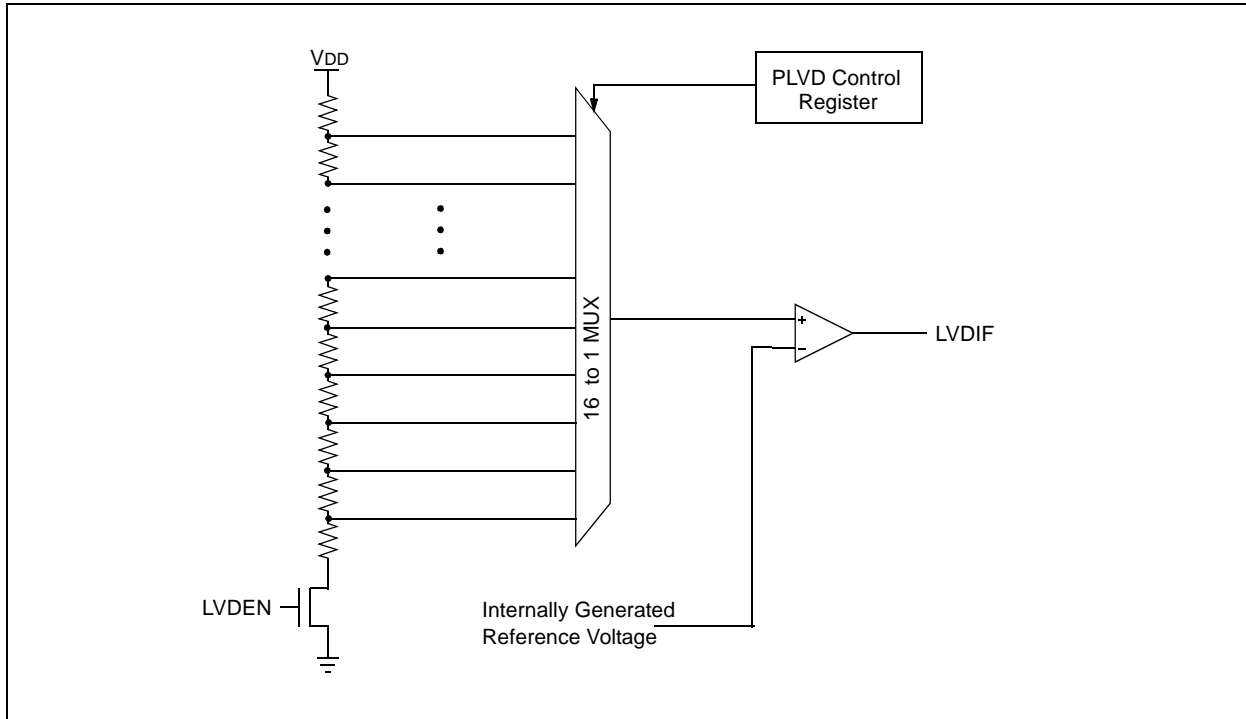 VDD
PLVD Control
Register
16 to 1 MUX
+
–
LVDIF
LVDEN
Internally Generated
Reference Voltage